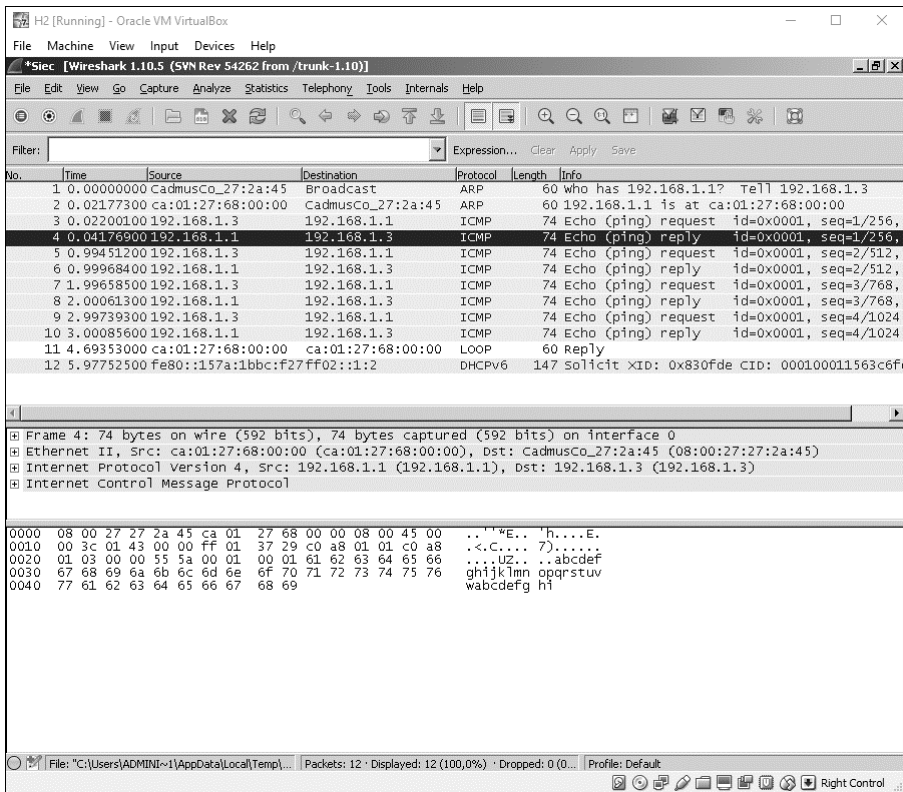 H2 [Running] - Oracle VM VirtualBox
File Machine View Input Devices Help
*Siec [Wireshark 1.10.5 (SVN Rev 54262 from /trunk-1.10)]
File Edit View Go Capture Analyze Statistics Telephony Tools Internals Help
Filter: Expression... Clear Apply Save
No. Time Source Destination Protocol Length Info
1 0.00000000 CadmusCo_27:2a:45 Broadcast ARP 60 Who has 192.168.1.1? Tell 192.168.1.3
2 0.02177300 ca:01:27:68:00:00 CadmusCo_27:2a:45 ARP 60 192.168.1.1 is at ca:01:27:68:00:00
3 0.02200100 192.168.1.3 192.168.1.1 ICMP 74 Echo (ping) request id=0x0001, seq=1/256,
4 0.04176900 192.168.1.1 192.168.1.3 ICMP 74 Echo (ping) reply id=0x0001, seq=1/256,
5 0.99451200 192.168.1.3 192.168.1.1 ICMP 74 Echo (ping) request id=0x0001, seq=2/512,
6 0.99968400 192.168.1.1 192.168.1.3 ICMP 74 Echo (ping) reply id=0x0001, seq=2/512,
7 1.99658500 192.168.1.3 192.168.1.1 ICMP 74 Echo (ping) request id=0x0001, seq=3/768,
8 2.00061300 192.168.1.1 192.168.1.3 ICMP 74 Echo (ping) reply id=0x0001, seq=3/768,
9 2.99739300 192.168.1.3 192.168.1.1 ICMP 74 Echo (ping) request id=0x0001, seq=4/1024
10 3.00085600 192.168.1.1 192.168.1.3 ICMP 74 Echo (ping) reply id=0x0001, seq=4/1024
11 4.69353000 ca:01:27:68:00:00 ca:01:27:68:00:00 LOOP 60 Reply
12 5.97752500 fe80::157a:1bbc:f27 ff02::1:2 DHCPv6 147 Solicit XID: 0x830fde CID: 000100011563c6f
Frame 4: 74 bytes on wire (592 bits), 74 bytes captured (592 bits) on interface 0
Ethernet II, Src: ca:01:27:68:00:00 (ca:01:27:68:00:00), Dst: CadmusCo_27:2a:45 (08:00:27:27:2a:45)
Internet Protocol Version 4, Src: 192.168.1.1 (192.168.1.1), Dst: 192.168.1.3 (192.168.1.3)
Internet Control Message Protocol
0000 08 00 27 27 2a 45 ca 01 27 68 00 00 08 00 45 00 ..''*E.. 'h....E.
0010 00 3c 01 43 00 00 ff 01 37 29 c0 a8 01 01 c0 a8 .<.C.... 7)......
0020 01 03 00 00 55 5a 00 01 00 01 61 62 63 64 65 66 ....UZ.. ..abcdef
0030 67 68 69 6a 6b 6c 6d 6e 6f 70 71 72 73 74 75 76 ghijklmn opqrstuv
0040 77 61 62 63 64 65 66 67 68 69 wabcdefg hi
File: "C:\Users\ADMINI~1\AppData\Local\Temp\... Packets: 12 · Displayed: 12 (100,0%) · Dropped: 0 (0... Profile: Default
Right Control